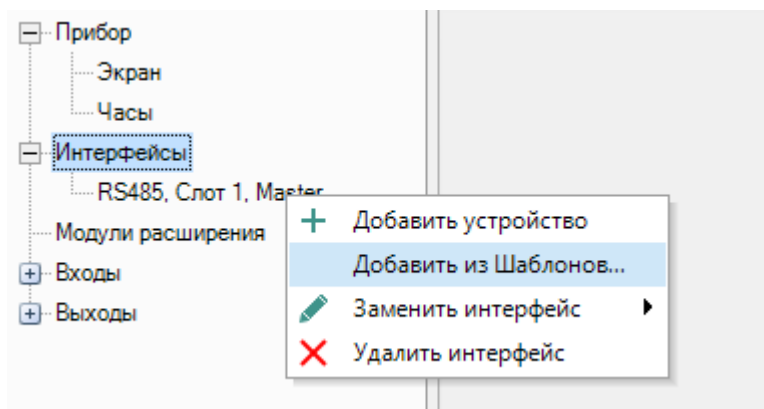 Прибор
Экран
Часы
Интерфейсы
RS485, Слот 1, Master
Модули расширения
Входы
Выходы
Добавить устройство
Добавить из Шаблонов...
Заменить интерфейс
Удалить интерфейс